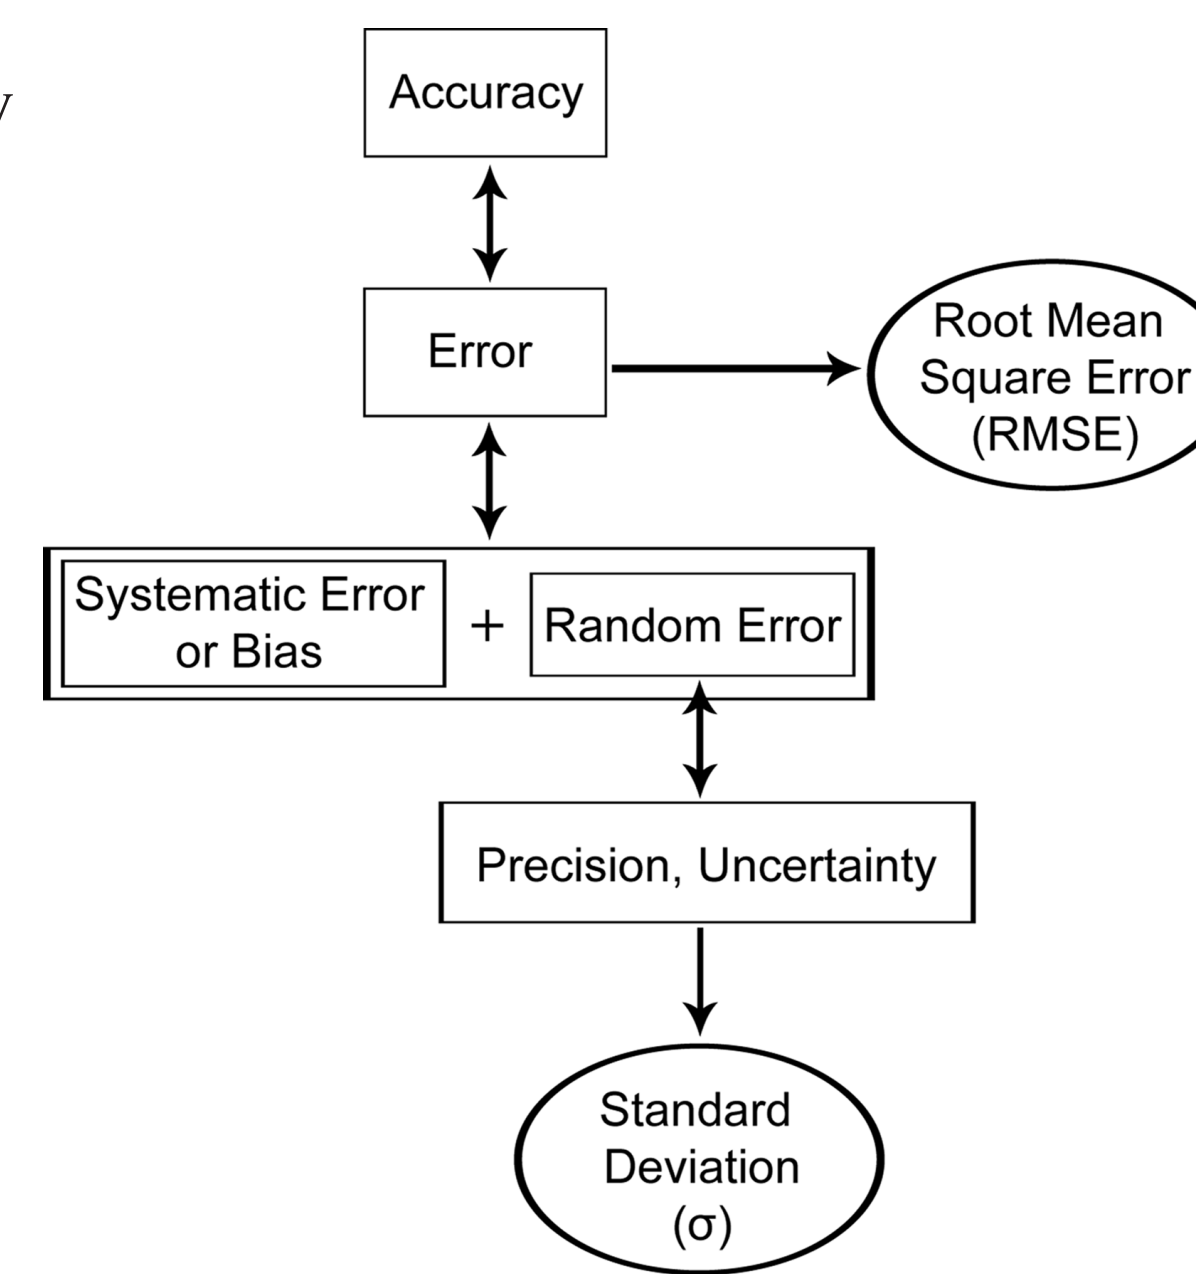 y
Accuracy
Error
Root Mean
Square Error
(RMSE)
Systematic Error
or Bias
+
Random Error
Precision, Uncertainty
Standard
Deviation
(σ)